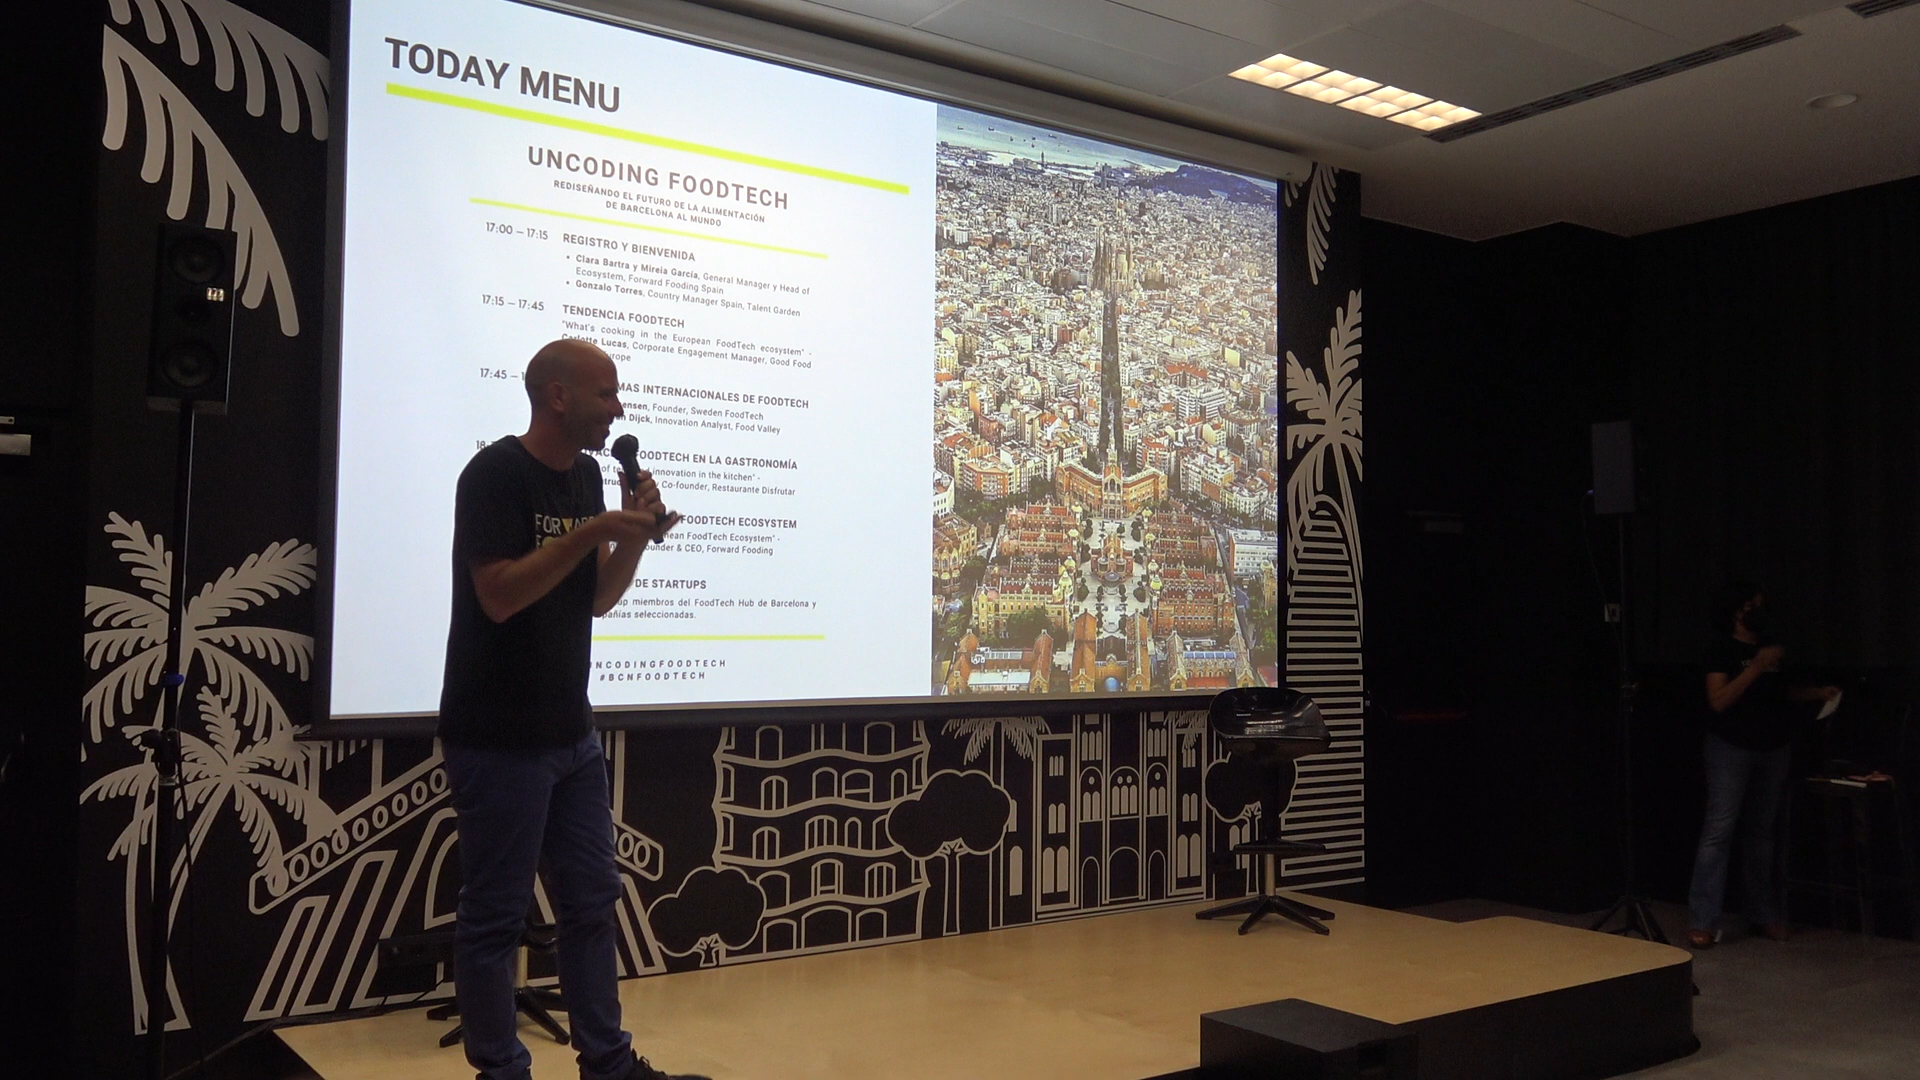 TODAY MENU
UNCODING FOODTECH
REDISEÑANDO EL FUTURO DE LA ALIMENTACIÓN
DE BARCELONA AL MUNDO
17:00 – 17:15 REGISTRO Y BIENVENIDA
• Clara Bartra y Mireia García, General Manager y Head of
Ecosystem, Forward Fooding Spain
• Gonzalo Torres, Country Manager Spain, Talent Garden
17:15 – 17:45 TENDENCIA FOODTECH
"What's cooking in the European FoodTech ecosystem" -
Carlotte Lucas, Corporate Engagement Manager, Good Food
17:45 – INTERNACIONALES DE FOODTECH
Founder, Sweden FoodTech
Dijck, Innovation Analyst, Food Valley
FOODTECH EN LA GASTRONOMÍA
innovation in the kitchen" -
Co-founder, Restaurante Disfrutar
FOODTECH ECOSYSTEM
FoodTech Ecosystem" -
& CEO, Forward Fooding
DE STARTUPS
miembros del FoodTech Hub de Barcelona y
seleccionadas.
#BCNFOODTECH